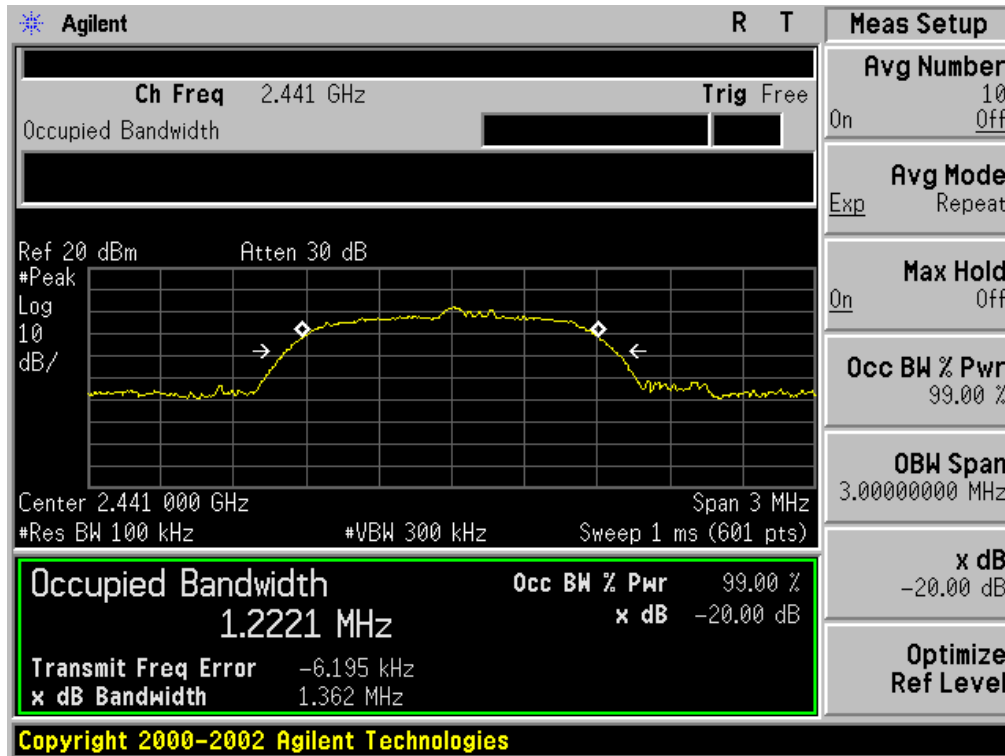 Agilent R T
Ch Freq 2.441 GHz Trig Free
Occupied Bandwidth
Ref 20 dBm Atten 30 dB
#Peak
Log
10
dB/
Center 2.441 000 GHz Span 3 MHz
#Res BW 100 kHz #VBW 300 kHz Sweep 1 ms (601 pts)
Occupied Bandwidth Occ BW % Pwr 99.00 %
1.2221 MHz x dB -20.00 dB
Transmit Freq Error -6.195 kHz
x dB Bandwidth 1.362 MHz
Copyright 2000-2002 Agilent Technologies
Meas Setup
Avg Number
10
On Off
Avg Mode
Exp Repeat
Max Hold
On Off
Occ BW % Pwr
99.00 %
OBW Span
3.00000000 MHz
x dB
-20.00 dB
Optimize
Ref Level